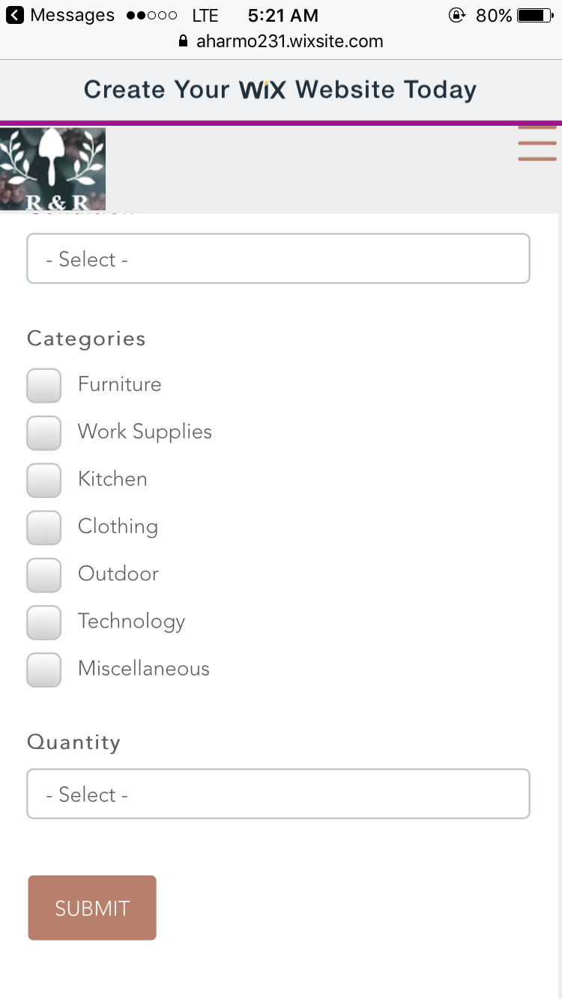 Messages LTE 5:21 AM 80%
aharmo231.wixsite.com
Create Your WiX Website Today
R & R
- Select -
Categories
Furniture
Work Supplies
Kitchen
Clothing
Outdoor
Technology
Miscellaneous
Quantity
- Select -
SUBMIT